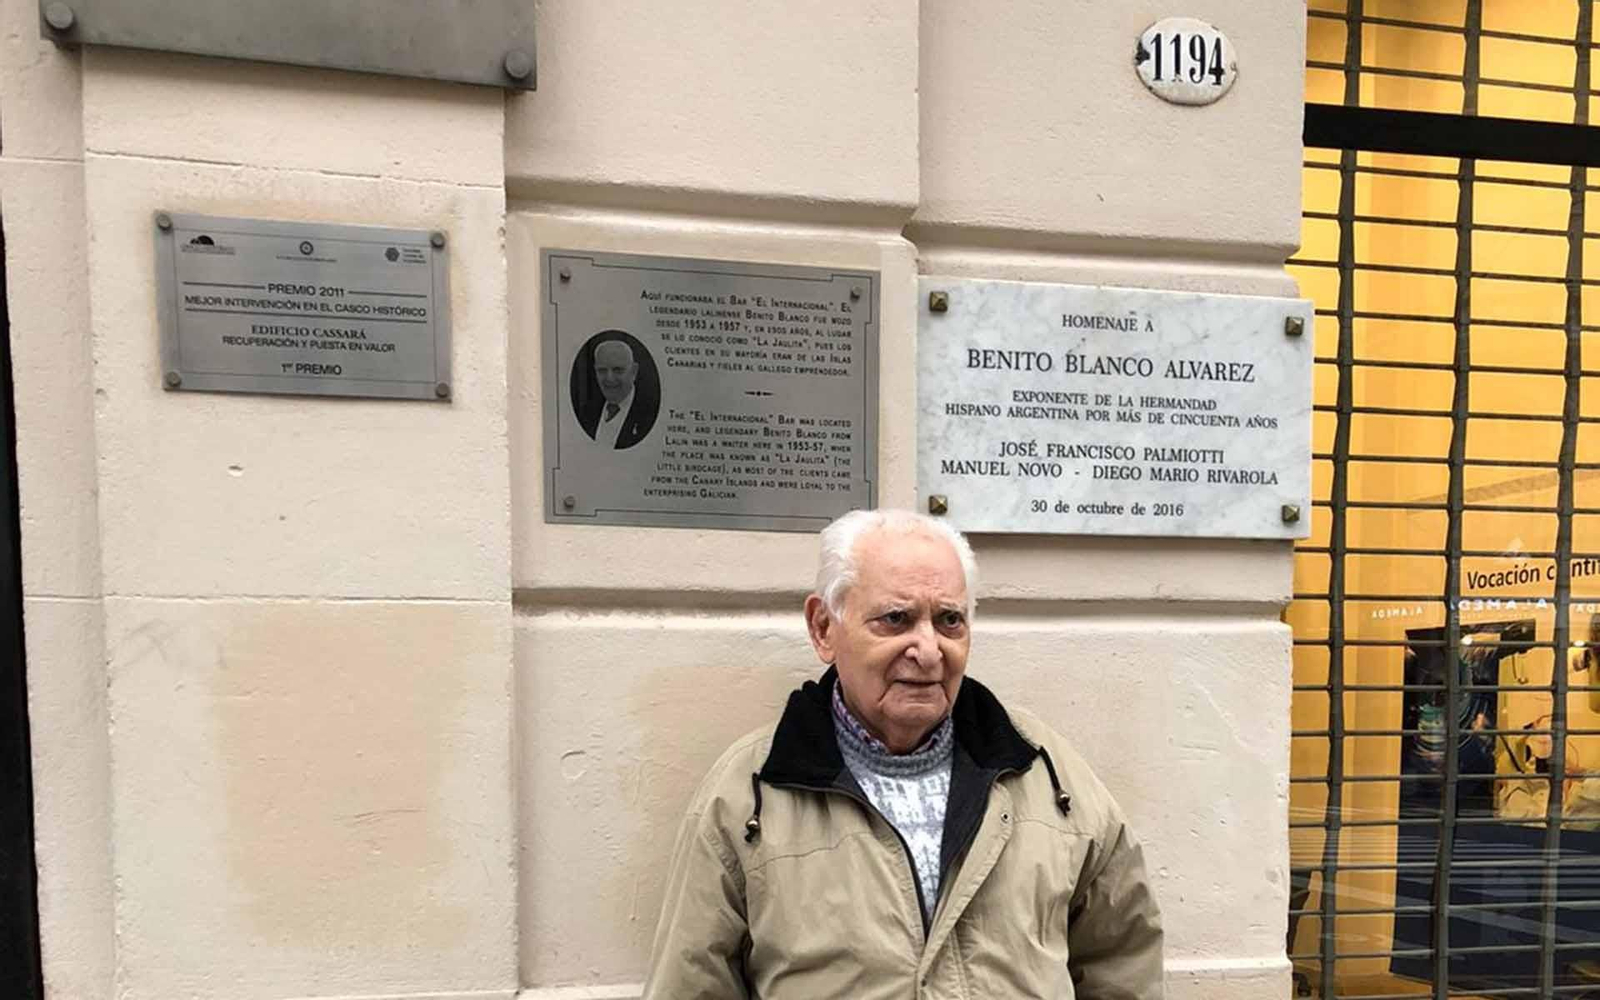 1194
PREMIO 2011
MEJOR INTERVENCIÓN EN EL CASCO HISTÓRICO
EDIFICIO CASSARÁ
RECUPERACIÓN Y PUESTA EN VALOR
1er PREMIO
AQUÍ FUNCIONABA EL BAR "EL INTERNACIONAL". EL
LEGENDARIO LALINENSE BENITO BLANCO FUE MOZO
DESDE 1953 A 1957 Y, EN ESOS AÑOS, AL LUGAR
SE LO CONOCIÓ COMO "LA JAULITA", PUES LOS
CLIENTES EN SU MAYORÍA ERAN DE LAS ISLAS
CANARIAS Y FIELES AL GALLEGO EMPRENDEDOR.
THE "EL INTERNACIONAL" BAR WAS LOCATED
HERE, AND LEGENDARY BENITO BLANCO FROM
LALIN WAS A WAITER HERE IN 1953-57, WHEN
THE PLACE WAS KNOWN AS "LA JAULITA" (THE
LITTLE BIRDCAGE), AS MOST OF THE CLIENTS CAME
FROM THE CANARY ISLANDS AND WERE LOYAL TO THE
ENTERPRISING GALICIAN.
HOMENAJE A
BENITO BLANCO ALVAREZ
EXPONENTE DE LA HERMANDAD
HISPANO ARGENTINA POR MÁS DE CINCUENTA AÑOS
JOSÉ FRANCISCO PALMIOTTI
MANUEL NOVO - DIEGO MARIO RIVAROLA
30 de octubre de 2016
Vocación
ALAMEDA